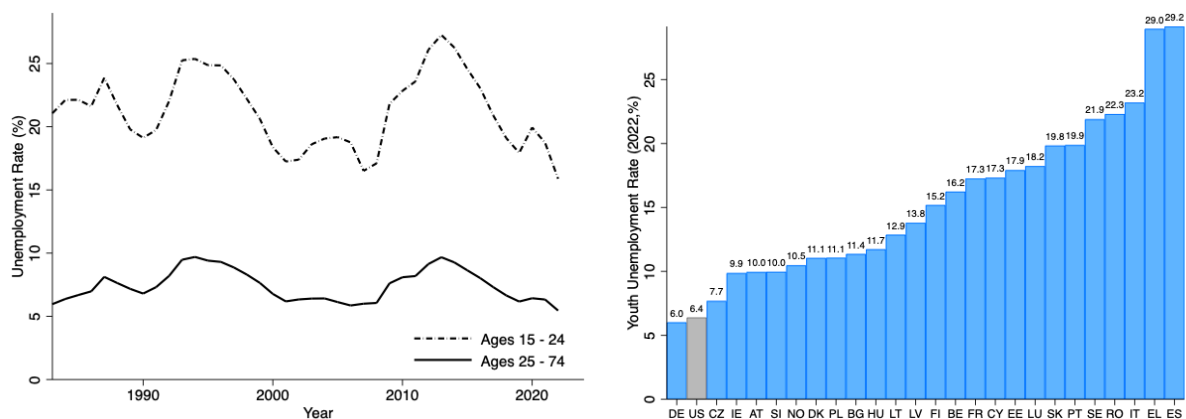 Unemployment Rate (%)
25
20
15
10
5
0
1990
2000
2010
2020
Year
Ages 15 - 24
Ages 25 - 74
Youth Unemployment Rate (2022,%)
25
20
15
10
5
0
6.0 6.4 7.7 9.9 10.0 10.0 10.5 11.1 11.1 11.4 11.7 12.9 13.8 15.2 16.2 17.3 17.3 17.9 18.2 19.8 19.9 21.9 22.3 23.2 29.0 29.2
DE US CZ IE AT SI NO DK PL BG HU LT LV FI BE FR CY EE LU SK PT SE RO IT EL ES